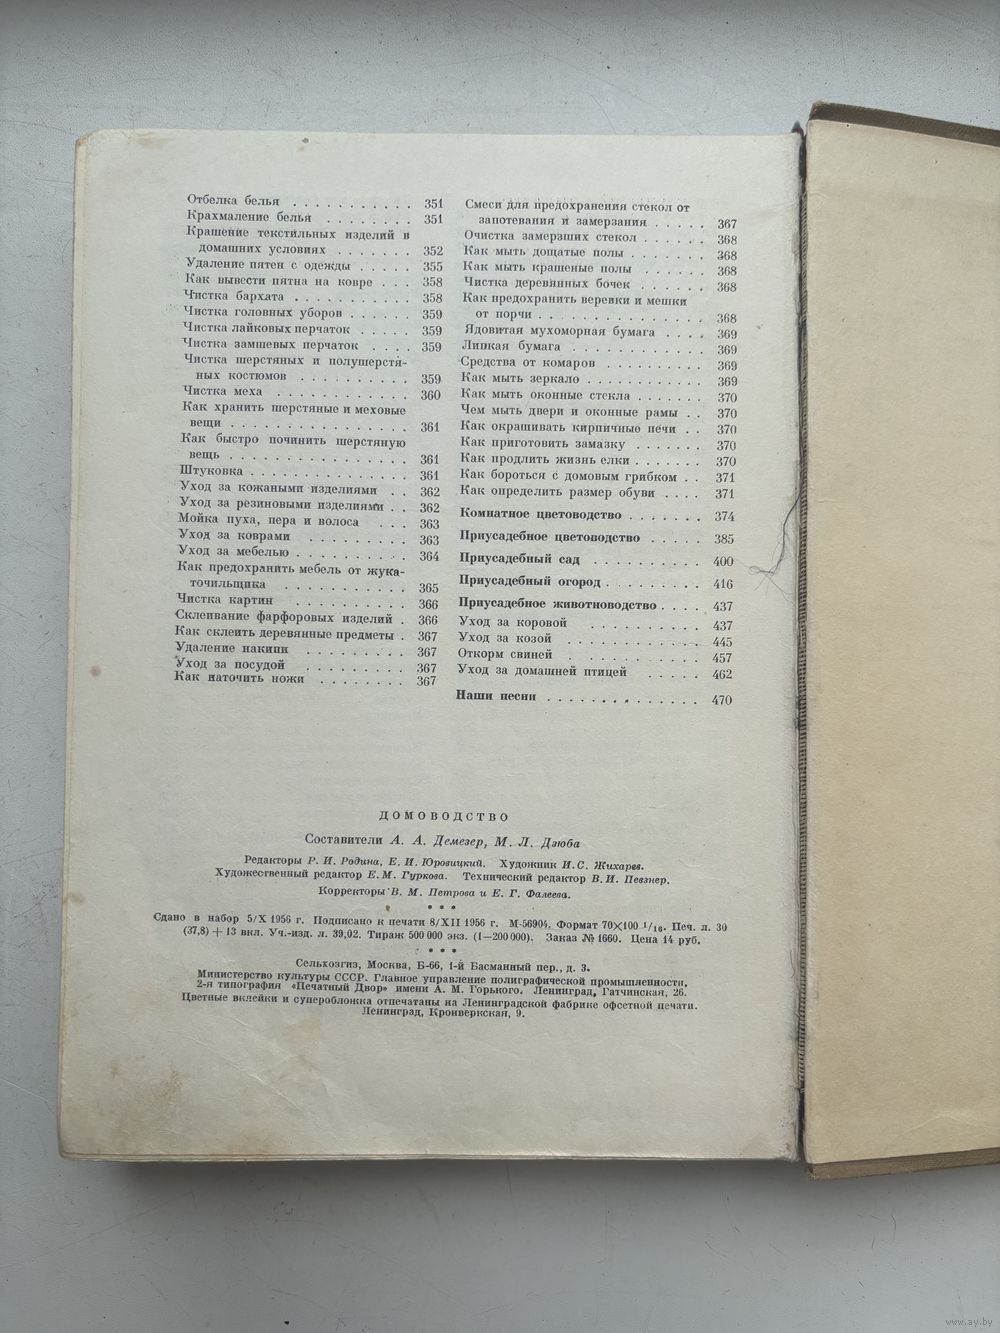 Отбелка белья . . . . . . . . . . . 351
Крахмаление белья . . . . . . . . 351
Крашение текстильных изделий в
домашних условиях . . . . . . . 352
Удаление пятен с одежды . . . . . 355
Как вывести пятна на ковре . . . 358
Чистка бархата . . . . . . . . . . . 358
Чистка головных уборов . . . . . . 359
Чистка лайковых перчаток . . . . . 359
Чистка замшевых перчаток . . . . 359
Чистка шерстяных и полушерстя-
ных костюмов . . . . . . . . . . 359
Чистка меха . . . . . . . . . . . . 360
Как хранить шерстяные и меховые
вещи . . . . . . . . . . . . . . . . 361
Как быстро починить шерстяную
вещь . . . . . . . . . . . . . . . . 361
Штуковка . . . . . . . . . . . . . . 361
Уход за кожаными изделиями . . 362
Уход за резиновыми изделиями . . 362
Мойка пуха, пера и волоса . . . 363
Уход за коврами . . . . . . . . . 363
Уход за мебелью . . . . . . . . . . 364
Как предохранить мебель от жука-
точильщика . . . . . . . . . . . 365
Чистка картин . . . . . . . . . . 366
Склеивание фарфоровых изделий . 366
Как склеить деревянные предметы . 367
Удаление накипи . . . . . . . . . 367
Уход за посудой . . . . . . . . . 367
Как наточить ножи . . . . . . . . 367
Смеси для предохранения стекол от
запотевания и замерзания . . . . . 367
Очистка замерзших стекол . . . . . . 368
Как мыть дощатые полы . . . . . . . 368
Как мыть крашеные полы . . . . . . 368
Чистка деревянных бочек . . . . . . 368
Как предохранить веревки и мешки
от порчи . . . . . . . . . . . . . . . 368
Ядовитая мухоморная бумага . . . . 369
Липкая бумага . . . . . . . . . . . . 369
Средства от комаров . . . . . . . . . 369
Как мыть зеркало . . . . . . . . . . . 369
Как мыть оконные стекла . . . . . . . 370
Чем мыть двери и оконные рамы . . 370
Как окрашивать кирпичные печи . . 370
Как приготовить замазку . . . . . . . 370
Как продлить жизнь елки . . . . . . . 370
Как бороться с домовым грибком . . 371
Как определить размер обуви . . . . 371
Комнатное цветоводство . . . . . . . 374
Приусадебное цветоводство . . . . . 385
Приусадебный сад . . . . . . . . . . 400
Приусадебный огород . . . . . . . . . 416
Приусадебное животноводство . . . . 437
Уход за коровой . . . . . . . . . . 437
Уход за козой . . . . . . . . . . . . 445
Откорм свиней . . . . . . . . . . . 457
Уход за домашней птицей . . . . . 462
Наши песни . . . . . . . . . . . . . . 470
ДОМОВОДСТВО
Составители А. А. Демезер, М. Л. Дзюба
Редакторы Р. И. Родина, Е. И. Юровицкий. Художник И. С. Жихарев.
Художественный редактор Е. М. Гуркова. Технический редактор В. И. Певзнер.
Корректоры В. М. Петрова и Е. Г. Фалеева.
* * *
Сдано в набор 5/X 1956 г. Подписано к печати 8/XII 1956 г. М-56904. Формат 70×100 1/16. Печ. л. 30
(37,8) + 13 вкл. Уч.-изд. л. 39,02. Тираж 500 000 экз. (1—200 000). Заказ № 1660. Цена 14 руб.
* * *
Сельхозгиз, Москва, Б-66, 1-й Басманный пер., д. 3.
Министерство культуры СССР. Главное управление полиграфической промышленности.
2-я типография «Печатный Двор» имени А. М. Горького. Ленинград, Гатчинская, 26.
Цветные вклейки и суперобложка отпечатаны на Ленинградской фабрике офсетной печати.
Ленинград, Кронверкская, 9.
www.ay.by